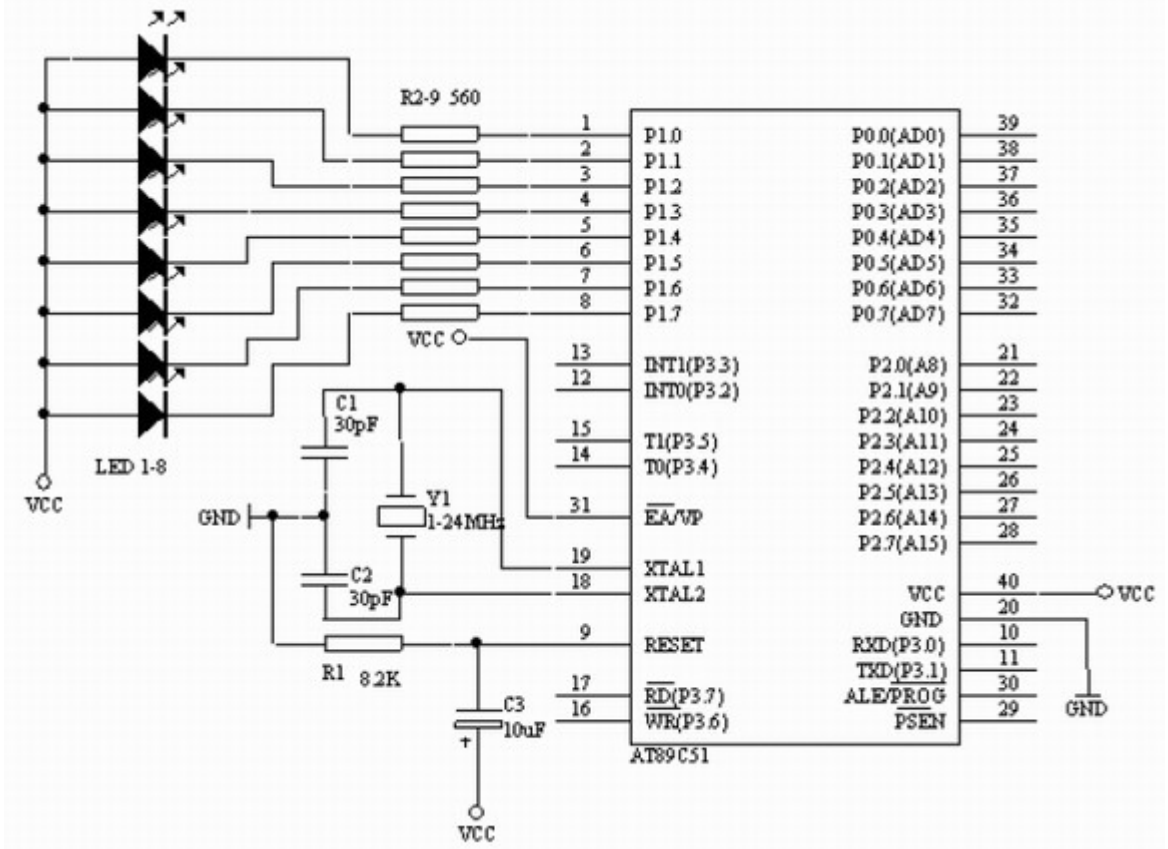 R2-9 560
LED 1-8
VCC
VCC
C1
30pF
GND
Y1
1-24MHz
C2
30pF
R1 8.2K
C3
10uF
+
VCC
1 P1.0
2 P1.1
3 P1.2
4 P1.3
5 P1.4
6 P1.5
7 P1.6
8 P1.7
13 INT1(P3.3)
12 INT0(P3.2)
15 T1(P3.5)
14 T0(P3.4)
31 EA/VP
19 XTAL1
18 XTAL2
9 RESET
17 RD(P3.7)
16 WR(P3.6)
P0.0(AD0) 39
P0.1(AD1) 38
P0.2(AD2) 37
P0.3(AD3) 36
P0.4(AD4) 35
P0.5(AD5) 34
P0.6(AD6) 33
P0.7(AD7) 32
P2.0(A8) 21
P2.1(A9) 22
P2.2(A10) 23
P2.3(A11) 24
P2.4(A12) 25
P2.5(A13) 26
P2.6(A14) 27
P2.7(A15) 28
VCC 40 VCC
GND 20
RXD(P3.0) 10
TXD(P3.1) 11
ALE/PROG 30
PSEN 29
GND
AT89C51